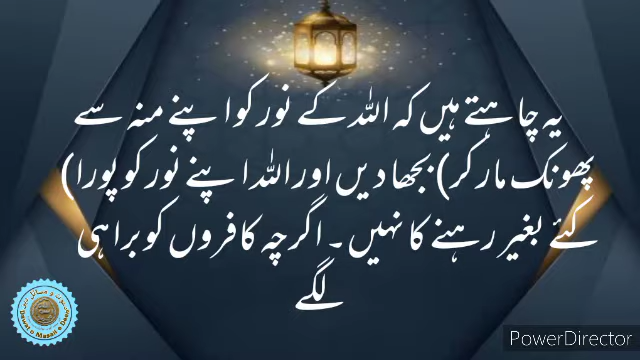 یہ چاہتے ہیں کہ اللہ کے نور کو اپنے منہ سے
پھونک مار کر) بجھا دیں اور اللہ اپنے نور کو پورا)
کئے بغیر رہنے کا نہیں۔ اگرچہ کافروں کو برا ہی
لگے
PowerDirector